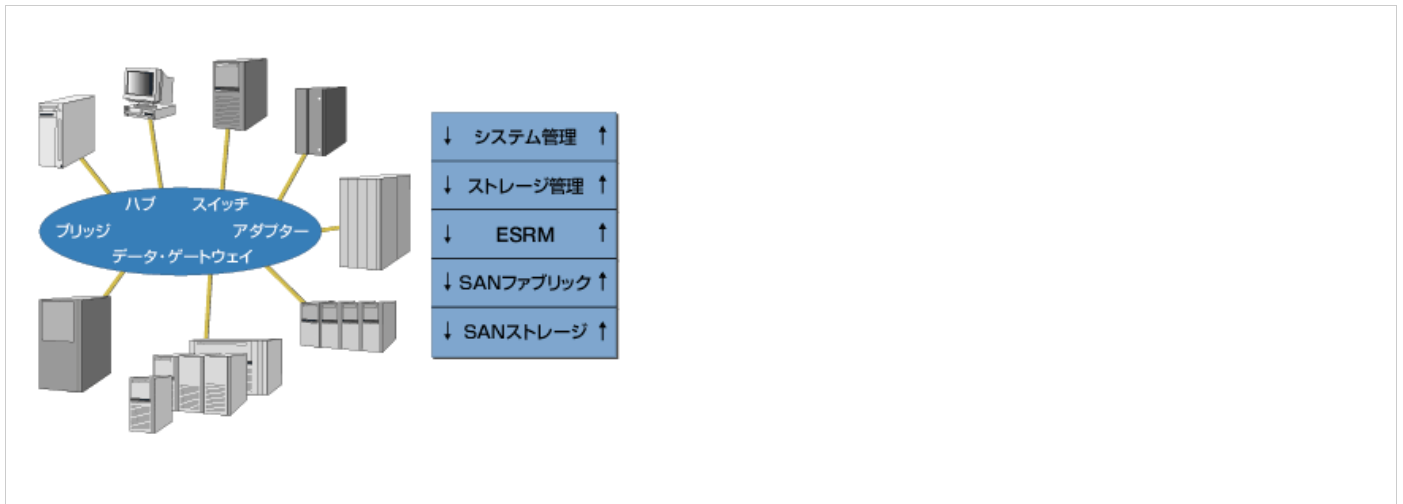 ハブ スイッチ
ブリッジ アダプター
データ・ゲートウェイ
↓ システム管理 ↑
↓ ストレージ管理 ↑
↓ ESRM ↑
↓ SANファブリック ↑
↓ SANストレージ ↑